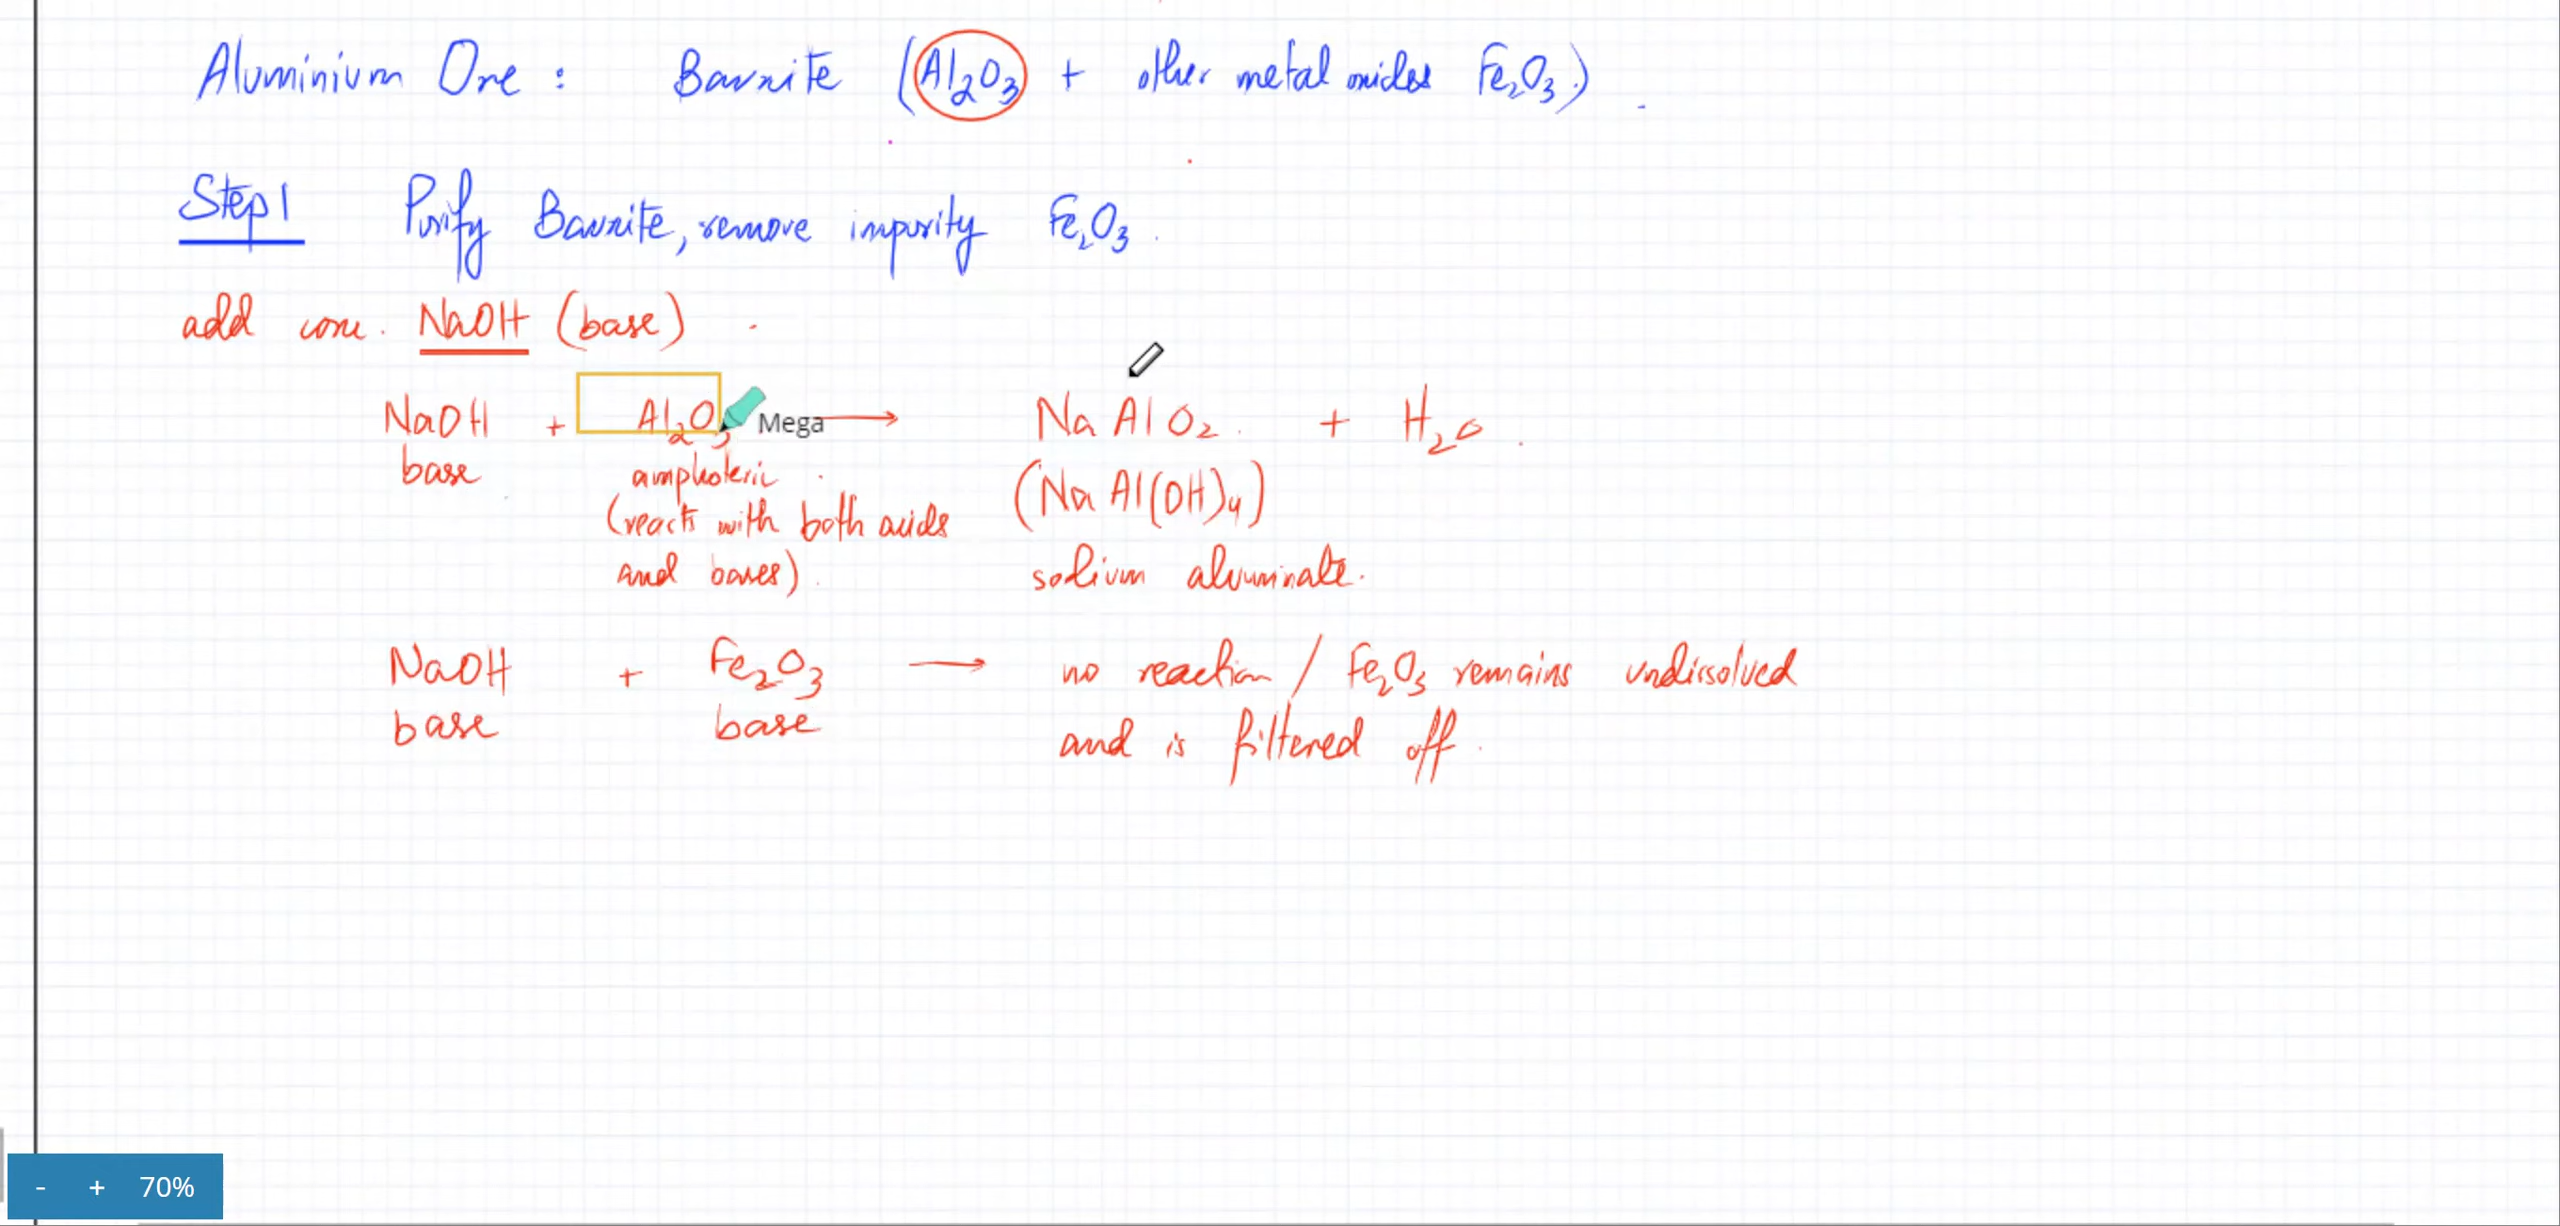 Aluminium Ore : Bauxite (Al₂O₃ + other metal oxides Fe₂O₃)
Step 1 Purify Bauxite, remove impurity Fe₂O₃.
add conc. NaOH (base)
NaOH + Al₂O₃ Mega → NaAlO₂ + H₂O.
base amphoteric (NaAl(OH)₄)
(reacts with both acids
and bases). sodium aluminate.
NaOH + Fe₂O₃ → no reaction / Fe₂O₃ remains undissolved
base base and is filtered off.
- + 70%